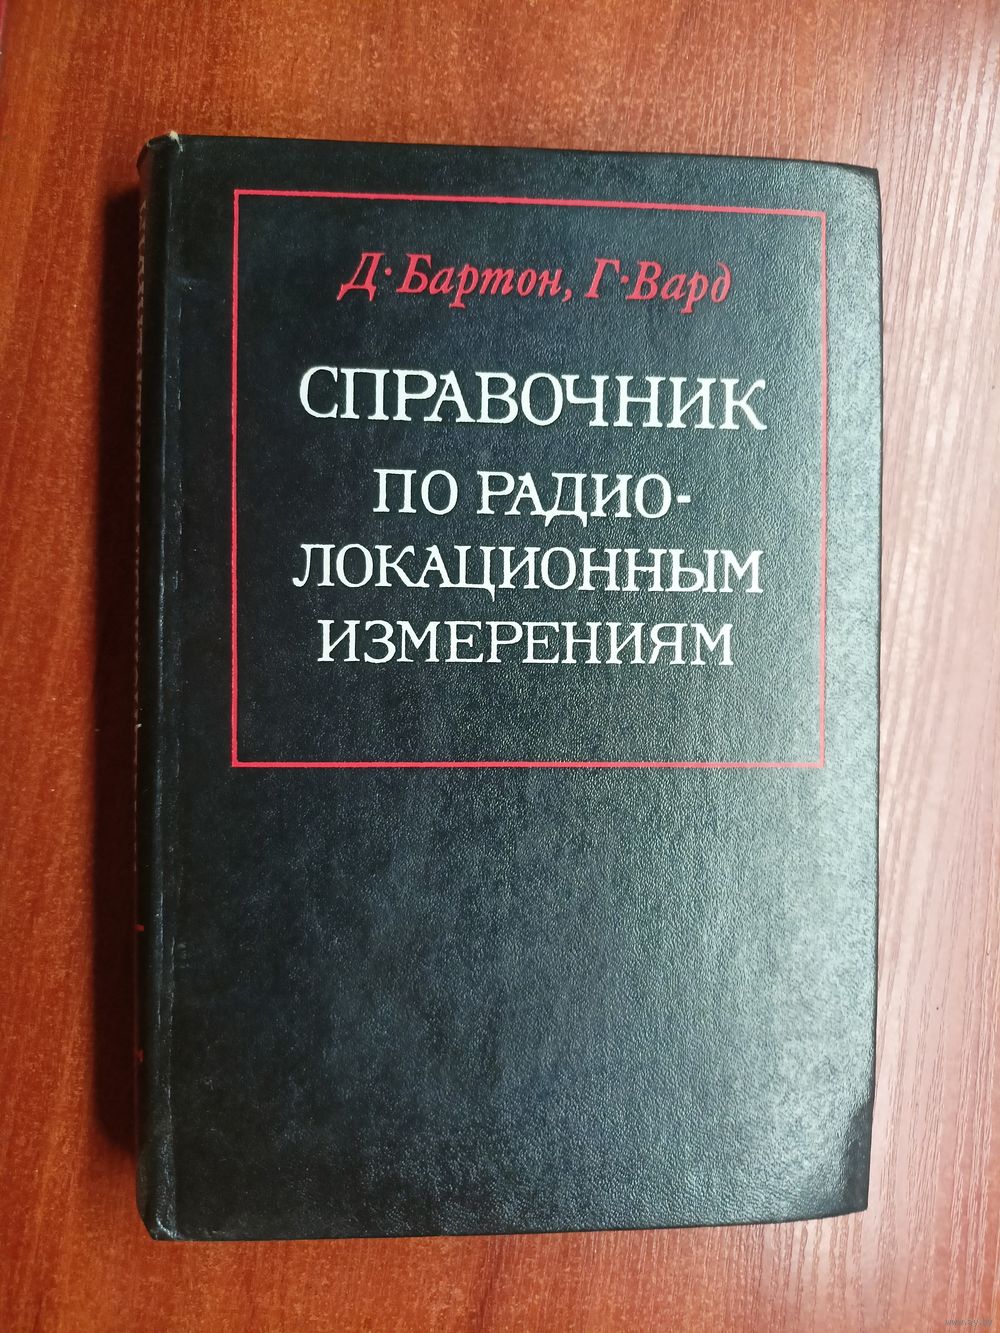 Д. Бартон, Г. Вард
СПРАВОЧНИК
ПО РАДИО-
ЛОКАЦИОННЫМ
ИЗМЕРЕНИЯМ